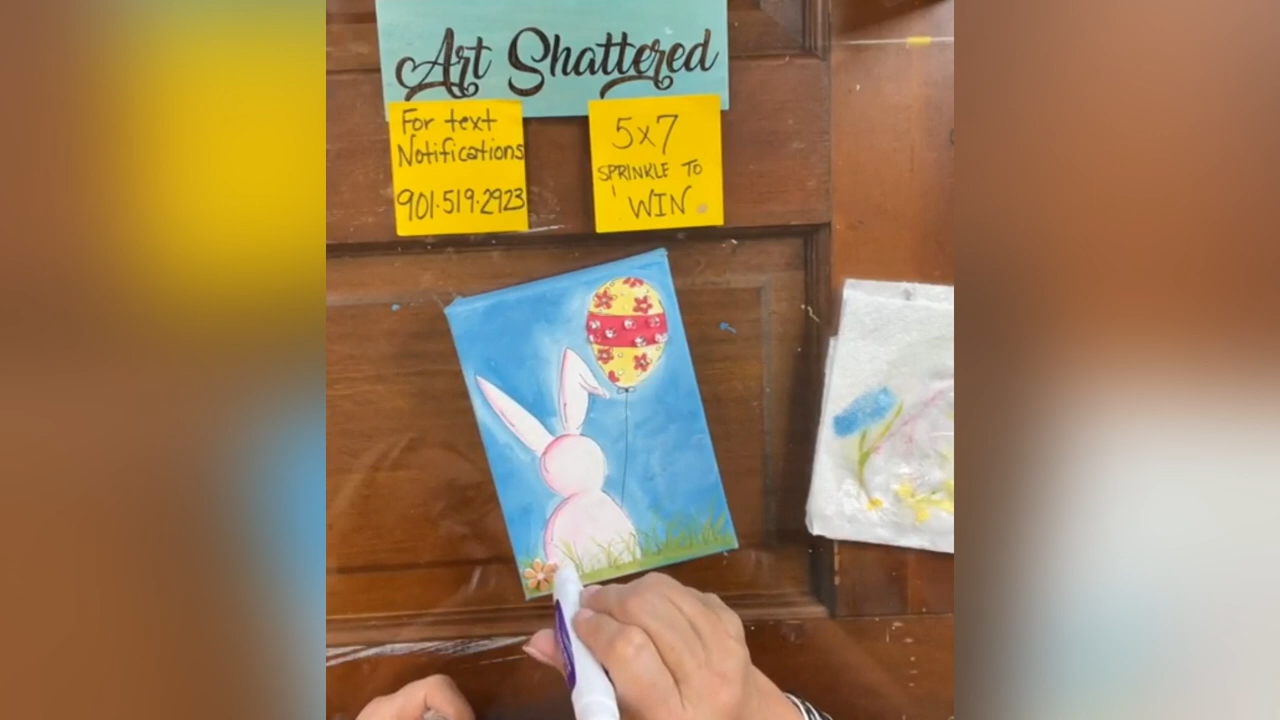 Art Shattered
For text
Notifications
901.519.2923
5x7
SPRINKLE TO
WIN